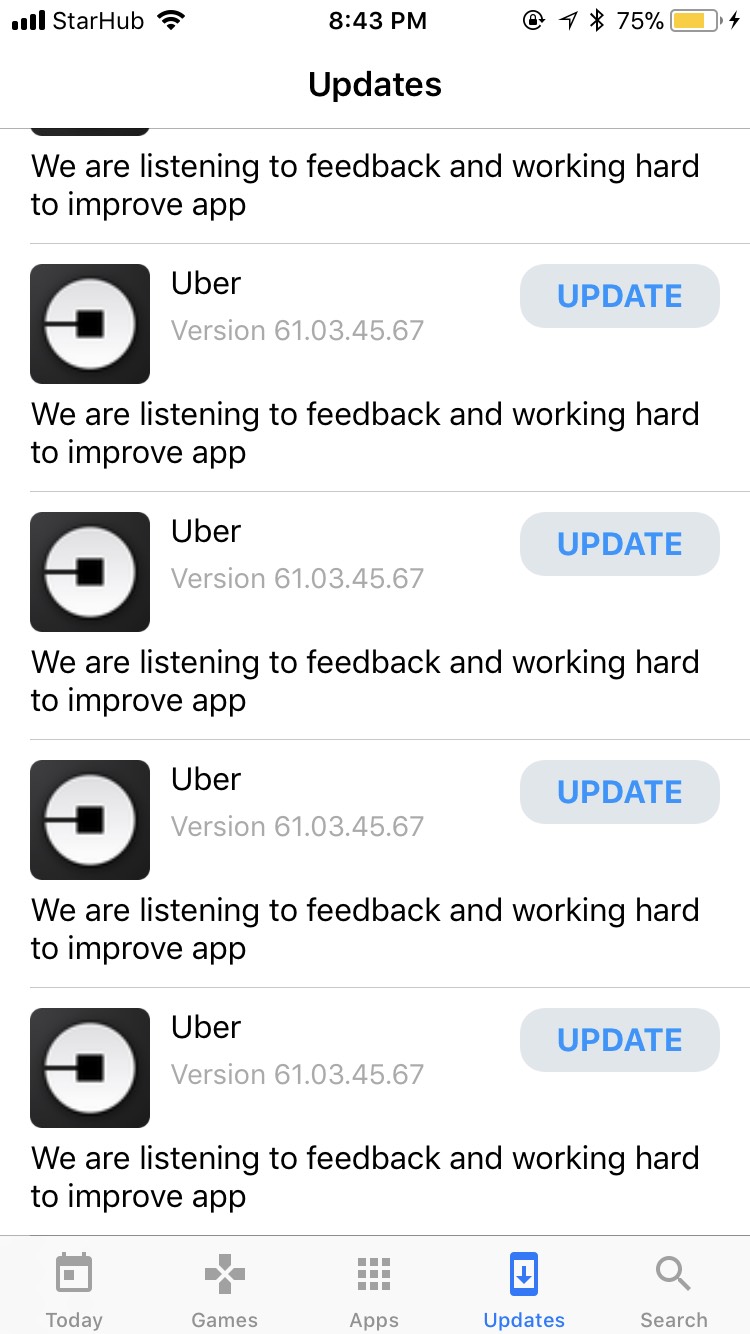 StarHub 8:43 PM 75%
Updates
We are listening to feedback and working hard
to improve app
Uber UPDATE
Version 61.03.45.67
We are listening to feedback and working hard
to improve app
Uber UPDATE
Version 61.03.45.67
We are listening to feedback and working hard
to improve app
Uber UPDATE
Version 61.03.45.67
We are listening to feedback and working hard
to improve app
Uber UPDATE
Version 61.03.45.67
We are listening to feedback and working hard
to improve app
Today Games Apps Updates Search